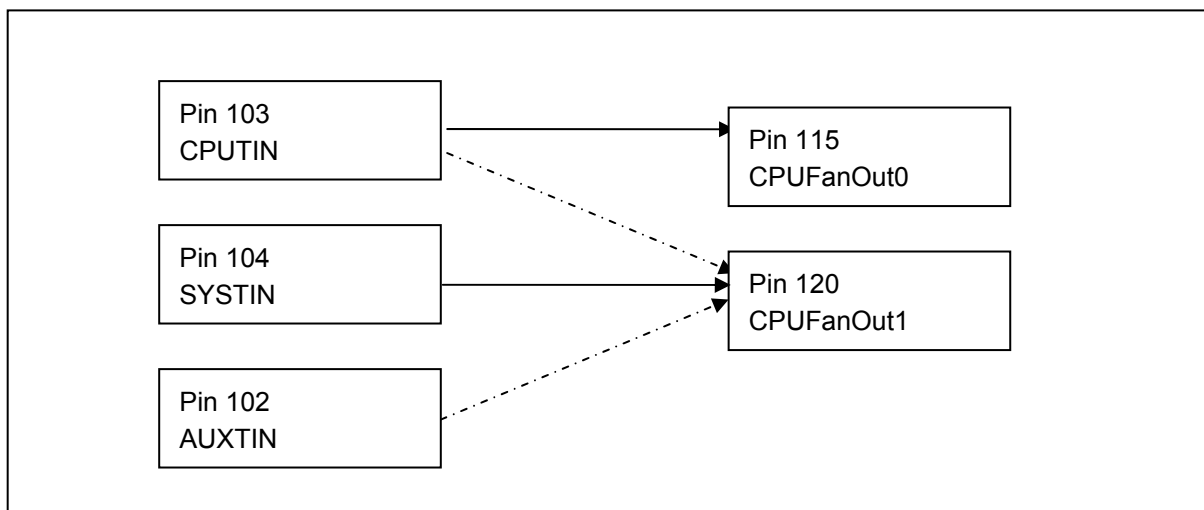 Pin 103
CPUTIN
Pin 104
SYSTIN
Pin 102
AUXTIN
Pin 115
CPUFanOut0
Pin 120
CPUFanOut1